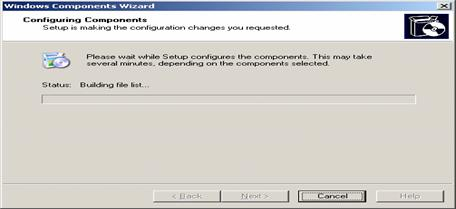 Windows Components Wizard
Configuring Components
Setup is making the configuration changes you requested.
Please wait while Setup configures the components. This may take
several minutes, depending on the components selected.
Status: Building file list...
< Back Next > Cancel Help